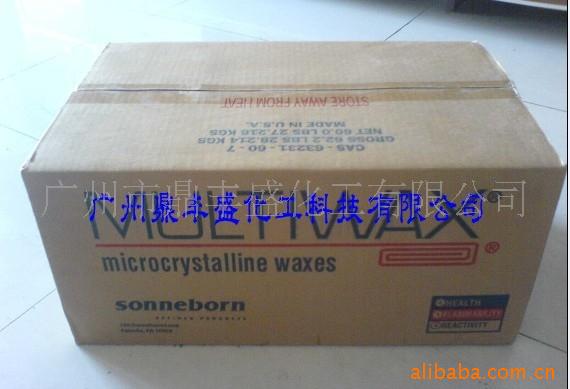 STORE AWAY FROM HEAT
MADE IN U.S.A.
NET 60.0 LBS 27.216 KGS
GROSS 62.2 LBS 28.214 KGS
CAS-63231-60-7
广州市鼎丰盛化工有限公司
MULTIWAX®
广州鼎丰盛化工科技有限公司
microcrystalline waxes
®
sonneborn
REFINED PRODUCTS
HEALTH
FLAMMABILITY
REACTIVITY
alibaba.com.cn